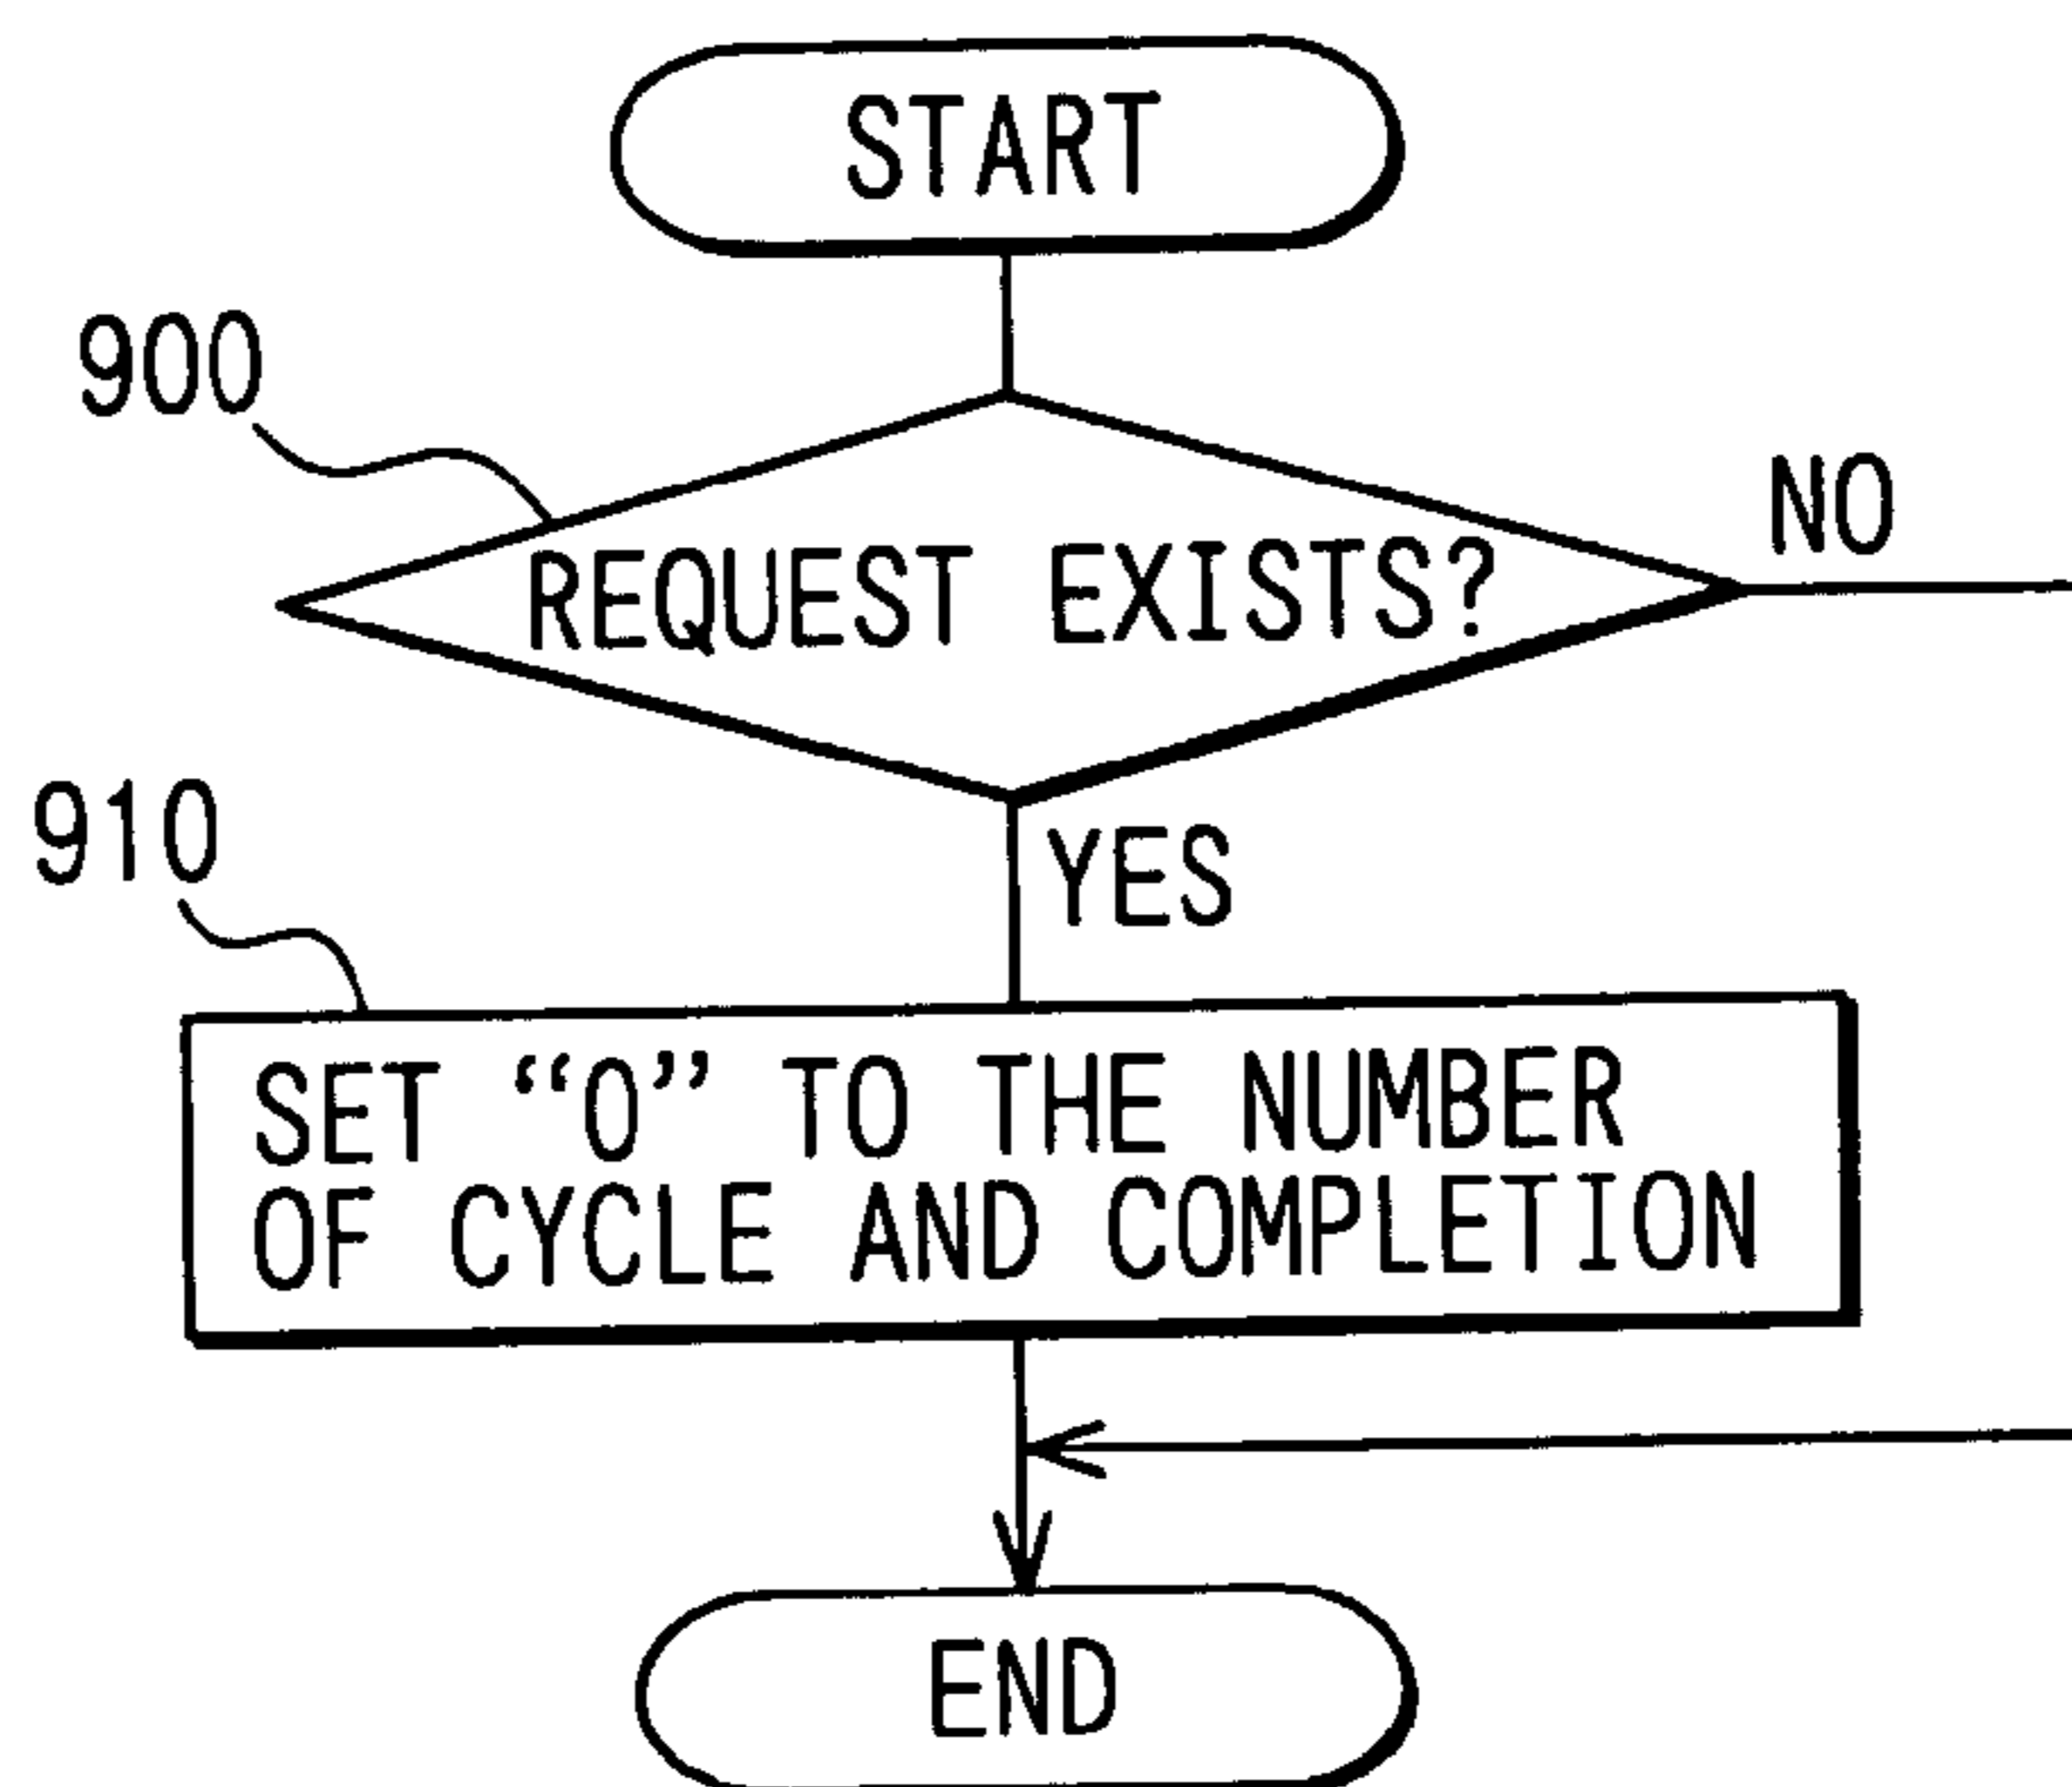 START
900
REQUEST EXISTS?
NO
YES
910
SET “0” TO THE NUMBER
OF CYCLE AND COMPLETION
END